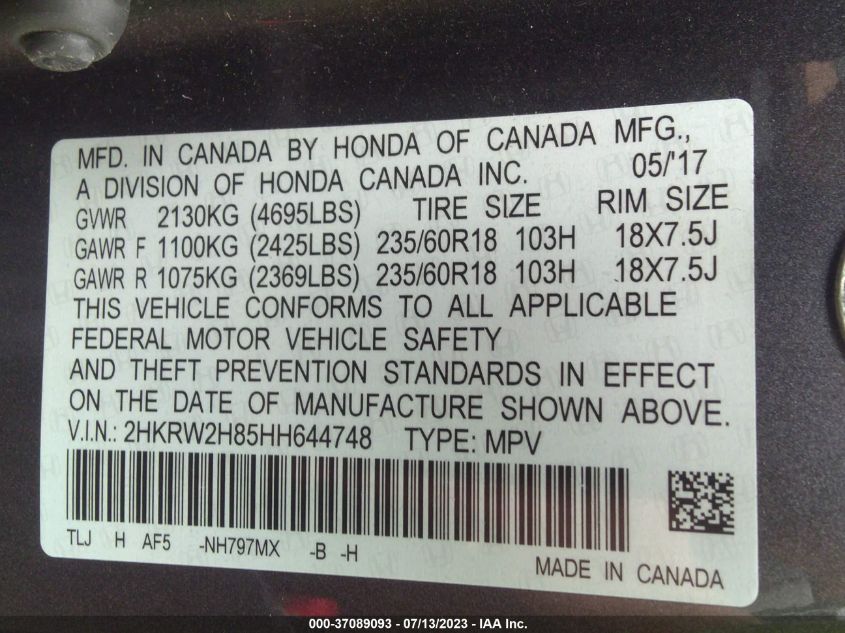 MFD. IN CANADA BY HONDA OF CANADA MFG.,
A DIVISION OF HONDA CANADA INC. 05/'17
GVWR 2130KG (4695LBS) TIRE SIZE RIM SIZE
GAWR F 1100KG (2425LBS) 235/60R18 103H 18X7.5J
GAWR R 1075KG (2369LBS) 235/60R18 103H 18X7.5J
THIS VEHICLE CONFORMS TO ALL APPLICABLE
FEDERAL MOTOR VEHICLE SAFETY
AND THEFT PREVENTION STANDARDS IN EFFECT
ON THE DATE OF MANUFACTURE SHOWN ABOVE.
V.I.N.: 2HKRW2H85HH644748 TYPE: MPV
TLJ H AF5 -NH797MX -B -H
MADE IN CANADA
000-37089093 - 07/13/2023 - IAA Inc.